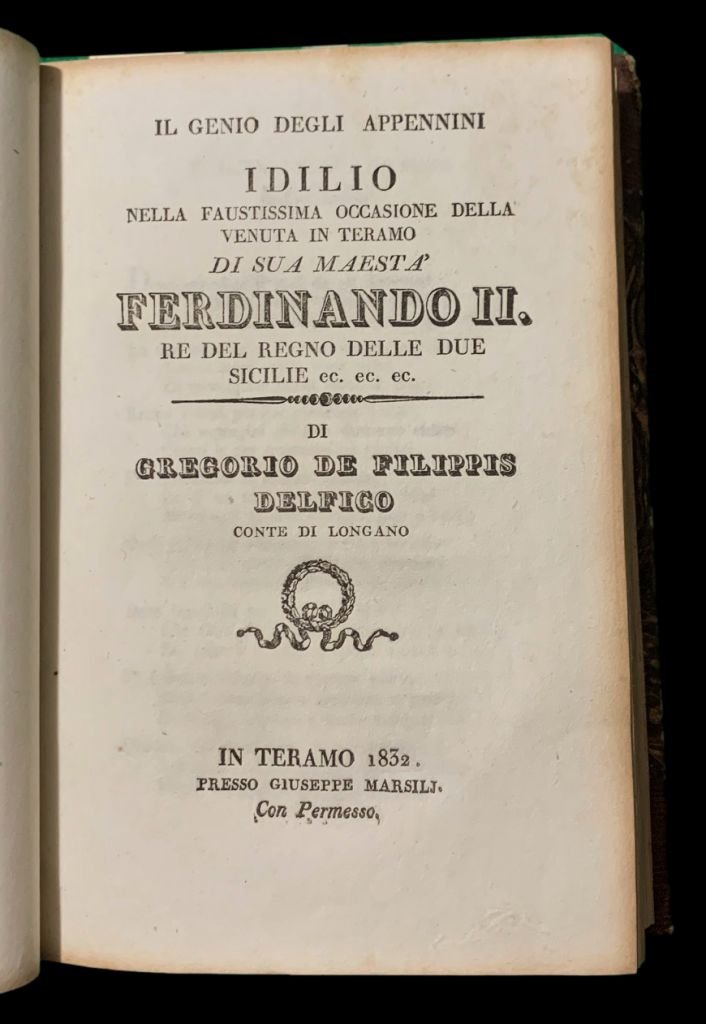 IL GENIO DEGLI APPENNINI
IDILIO
NELLA FAUSTISSIMA OCCASIONE DELLA
VENUTA IN TERAMO
DI SUA MAESTA'
FERDINANDO II.
RE DEL REGNO DELLE DUE
SICILIE ec. ec. ec.
DI
GREGORIO DE FILIPPIS
DELFICO
CONTE DI LONGANO
IN TERAMO 1832.
PRESSO GIUSEPPE MARSILJ.
Con Permesso,